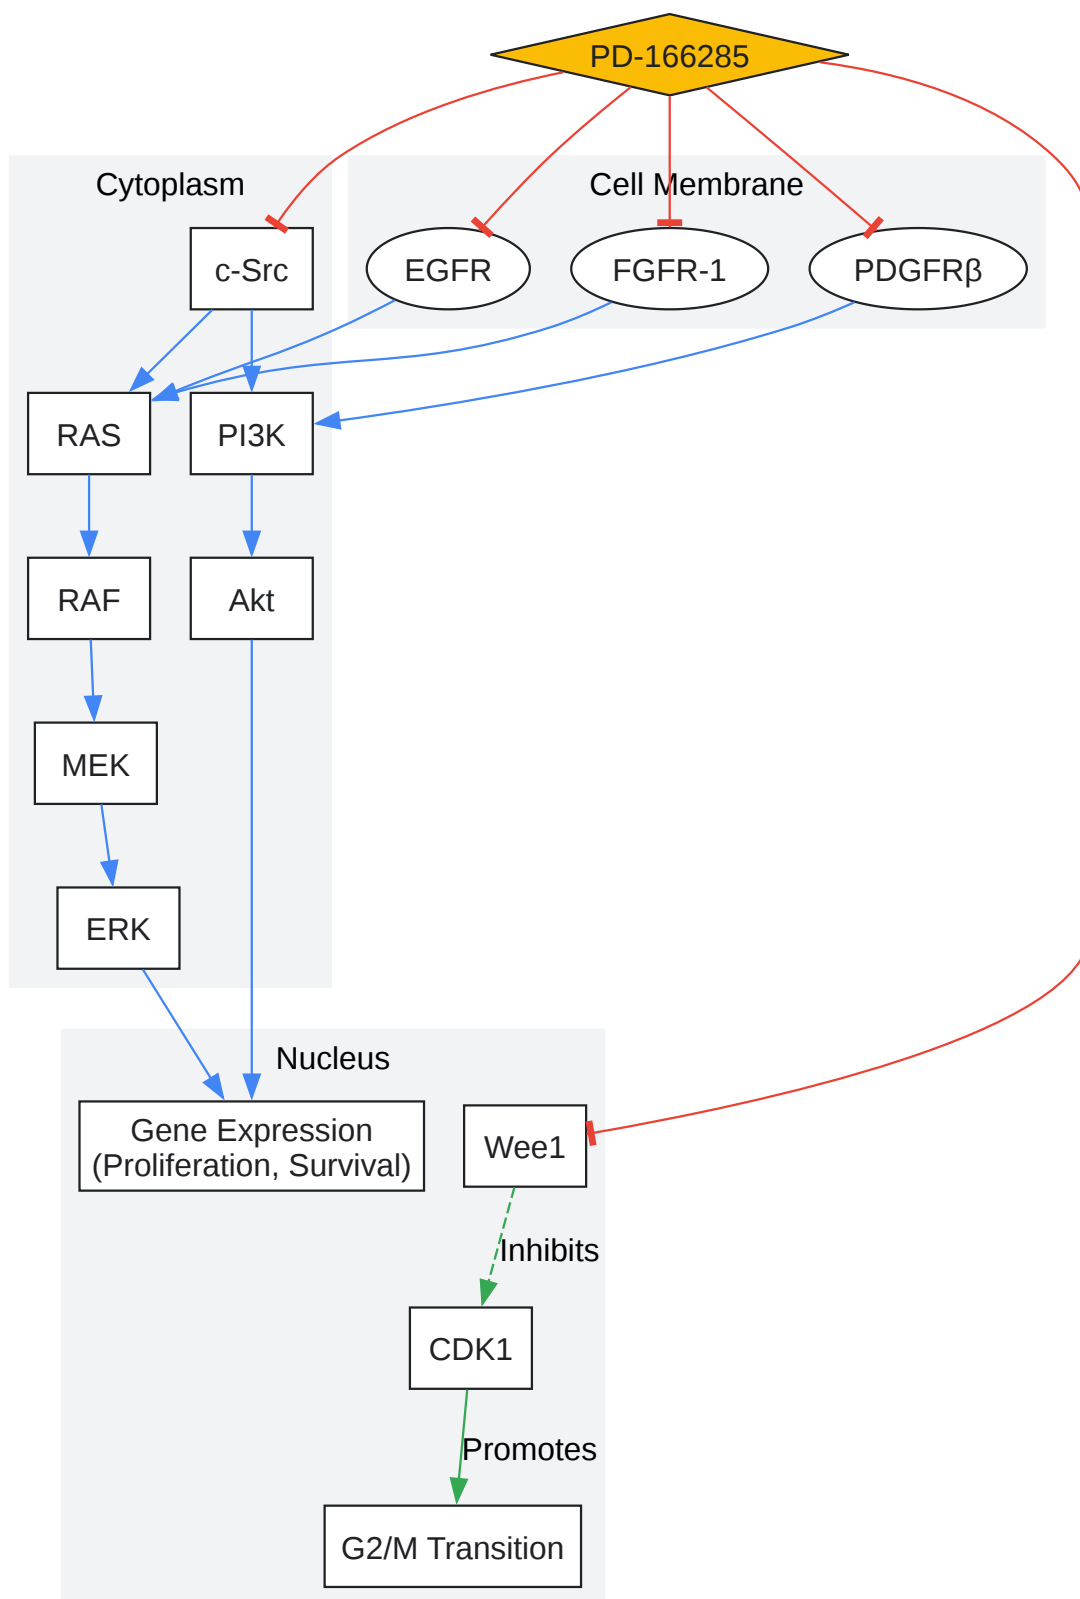 PD-166285
Cytoplasm
Cell Membrane
c-Src
EGFR
FGFR-1
PDGFRβ
RAS
PI3K
RAF
Akt
MEK
ERK
Nucleus
Gene Expression
(Proliferation, Survival)
Wee1
Inhibits
CDK1
Promotes
G2/M Transition